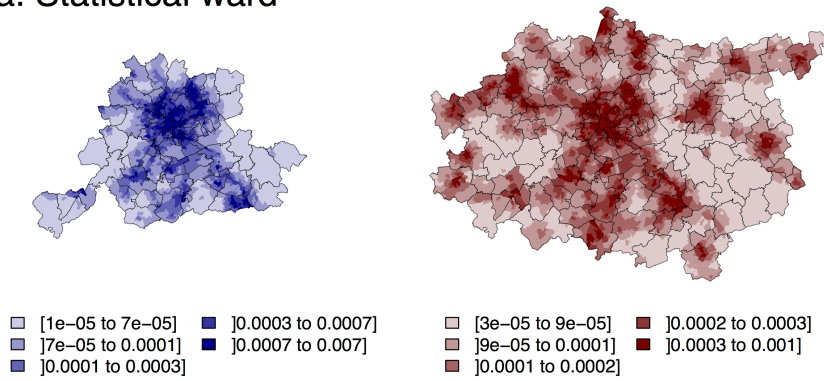 a. Statistical ward
[1e−05 to 7e−05]
]7e−05 to 0.0001]
]0.0001 to 0.0003]
]0.0003 to 0.0007]
]0.0007 to 0.007]
[3e−05 to 9e−05]
]9e−05 to 0.0001]
]0.0001 to 0.0002]
]0.0002 to 0.0003]
]0.0003 to 0.001]